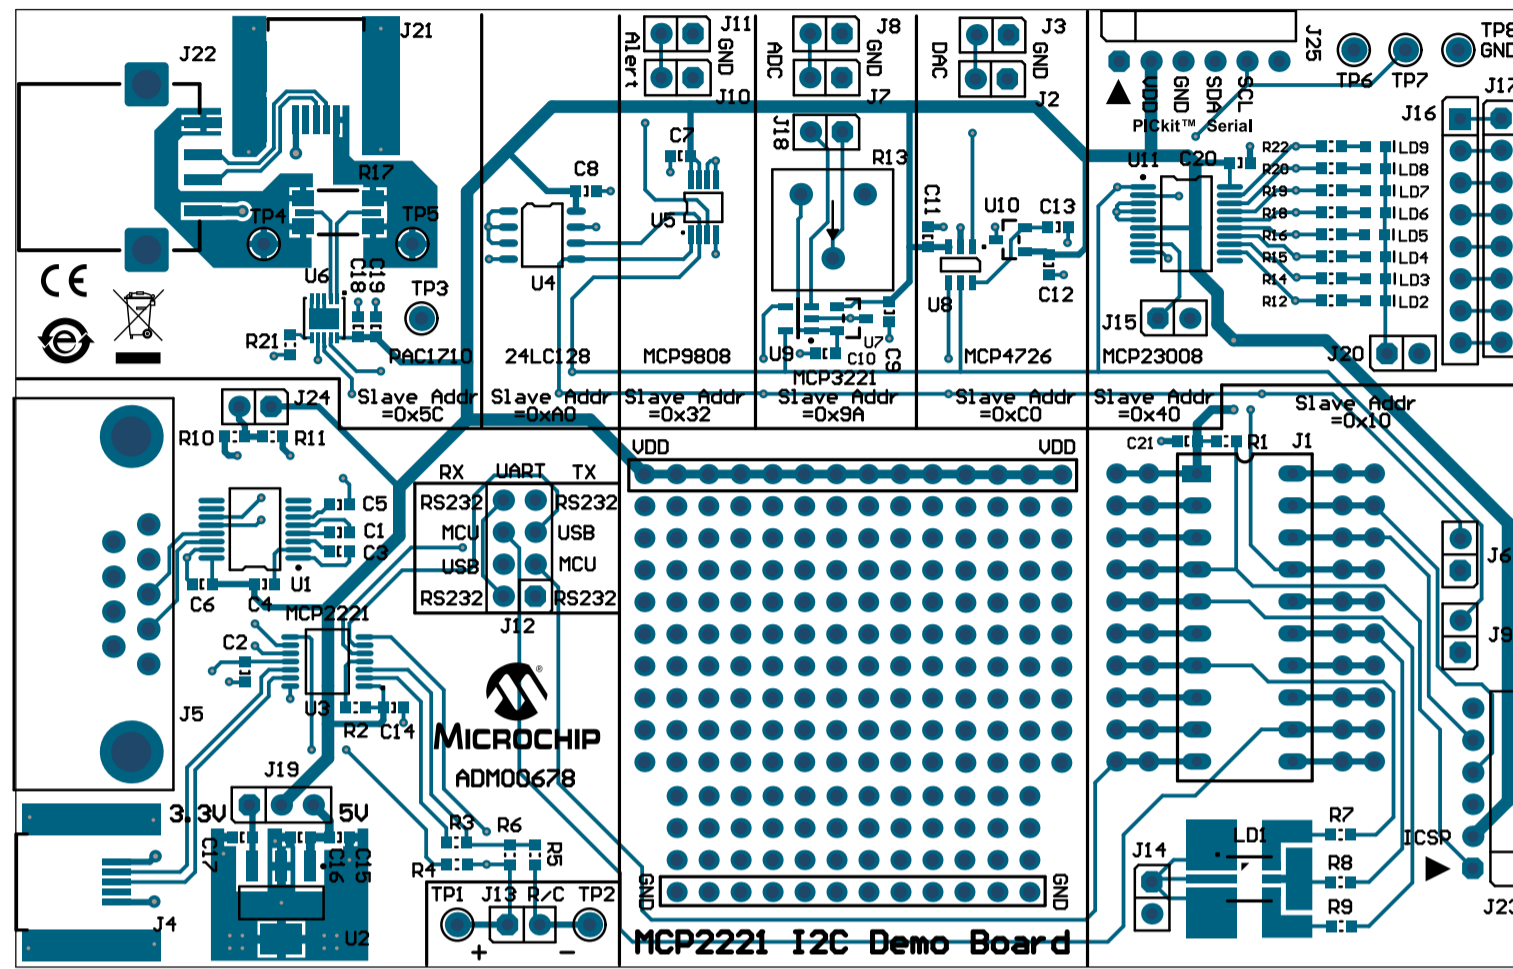 J22
J21
R17
TP4
TP5
U6
C18
C19
TP3
R21
PAC1710
Slave Addr
=0x5C
C8
U4
24LC128
Slave Addr
=0xA0
J11
Alert
GND
J10
C7
U5
MCP9808
Slave Addr
=0x32
J8
ADC
GND
J7
J18
R13
U9
U7
C10
C9
MCP3221
Slave Addr
=0x9A
J3
DAC
GND
J2
C11
U10
C13
C12
U8
MCP4726
Slave Addr
=0xC0
J25
VDD
GND
SDA
SCL
PICkit™ Serial
TP6
TP7
TP8
GND
J17
J16
U11
C20
R22
LD9
R20
LD8
R19
LD7
R18
LD6
R16
LD5
R15
LD4
R14
LD3
R12
LD2
J15
J20
MCP23008
Slave Addr
=0x40
Slave Addr
=0x10
J24
R10
R11
C5
C1
C3
U1
C6
C4
MCP2221
C2
U3
R2
C14
J5
RX UART TX
RS232 RS232
MCU USB
USB MCU
RS232 RS232
J12
MICROCHIP
®
ADM00678
J19
3.3V
5V
C17
C16
C15
U2
J4
R3
R4
R6
R5
TP1
J13
R/C
TP2
+
–
VDD
VDD
GND
GND
MCP2221 I2C Demo Board
C21
R1
J1
J6
J9
LD1
J14
R7
R8
R9
ICSP
J23